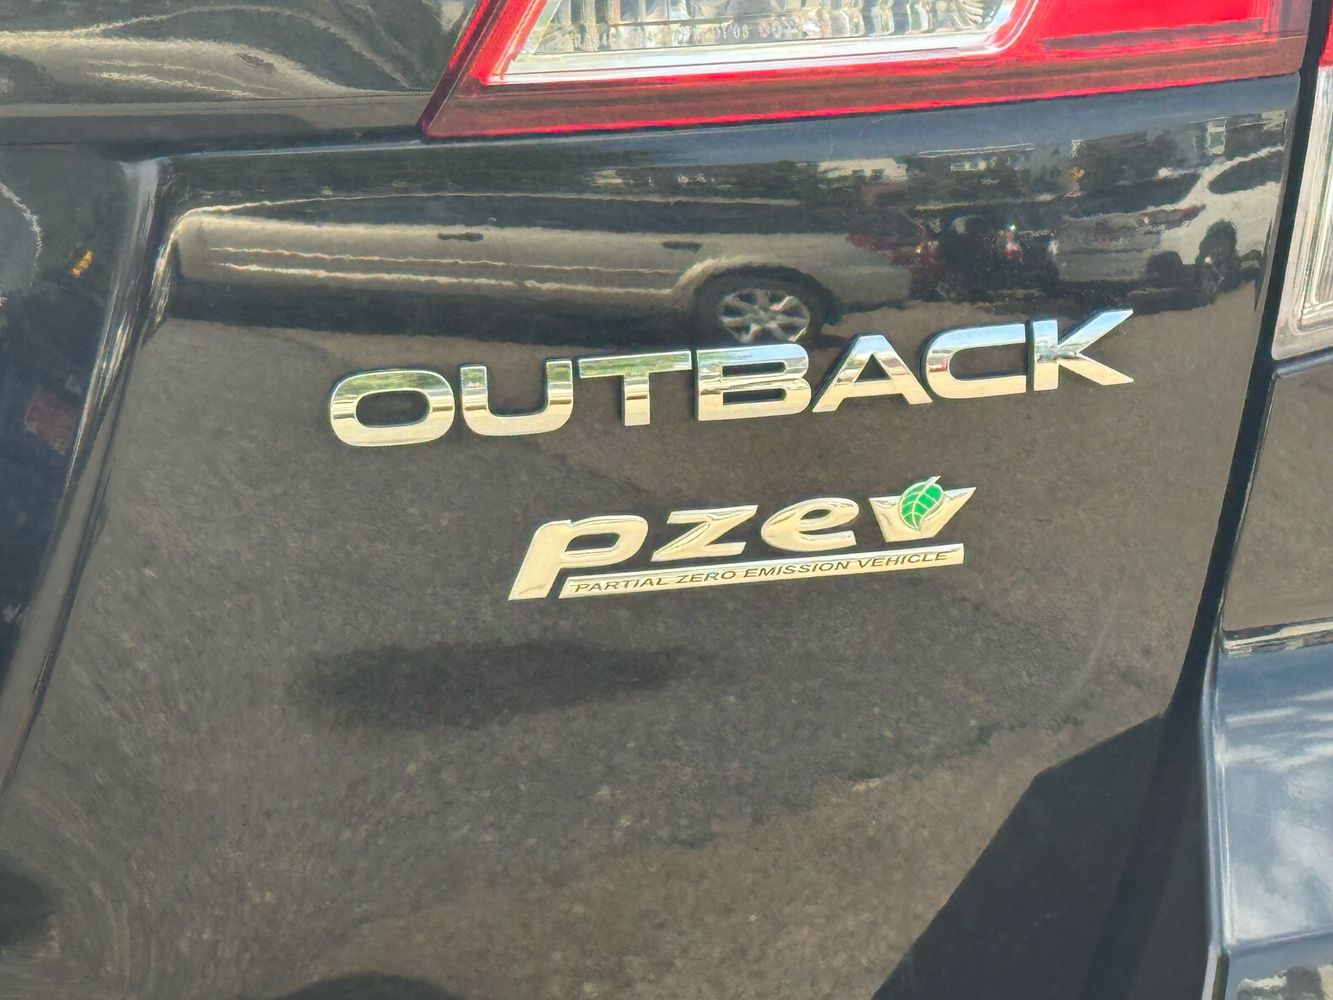 OUTBACK
pzev
PARTIAL ZERO EMISSION VEHICLE